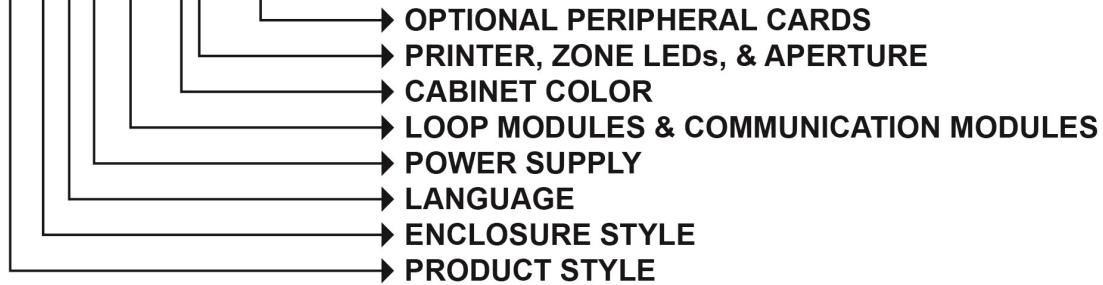 OPTIONAL PERIPHERAL CARDS
PRINTER, ZONE LEDs, & APERTURE
CABINET COLOR
LOOP MODULES & COMMUNICATION MODULES
POWER SUPPLY
LANGUAGE
ENCLOSURE STYLE
PRODUCT STYLE